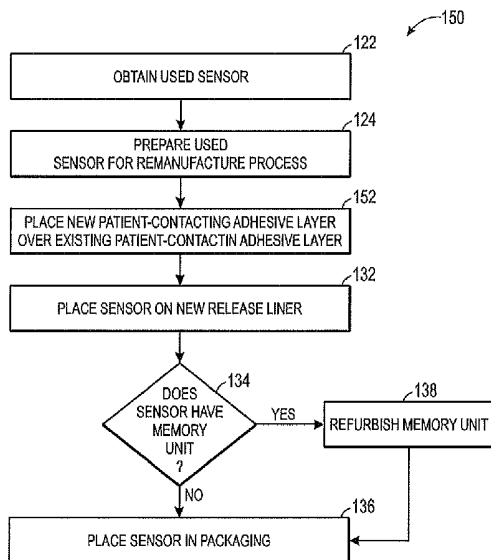 150
122
OBTAIN USED SENSOR
124
PREPARE USED
SENSOR FOR REMANUFACTURE PROCESS
152
PLACE NEW PATIENT-CONTACTING ADHESIVE LAYER
OVER EXISTING PATIENT-CONTACTIN ADHESIVE LAYER
132
PLACE SENSOR ON NEW RELEASE LINER
134
DOES
SENSOR HAVE
MEMORY
UNIT
?
YES
138
REFURBISH MEMORY UNIT
NO
136
PLACE SENSOR IN PACKAGING